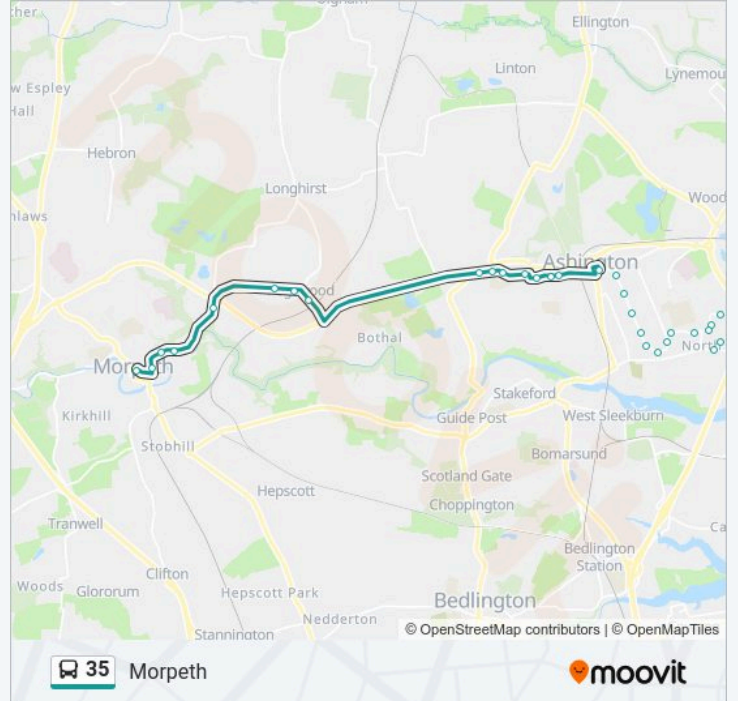 Ellington
Linton
Lynemou
w Espley
Hall
Hebron
Longhirst
Wood
nlaws
Ashington
Bothal
North
Morpeth
Stakeford
Kirkhill
Guide Post
West Sleekburn
Stobhill
Bomarsund
Scotland Gate
Hepscott
Choppington
Tranwell
Ca
Bedlington
Station
Clifton
Woods
Glororum
Hepscott Park
Bedlington
Nedderton
Stannington
© OpenStreetMap contributors | © OpenMapTiles
35 Morpeth
moovit